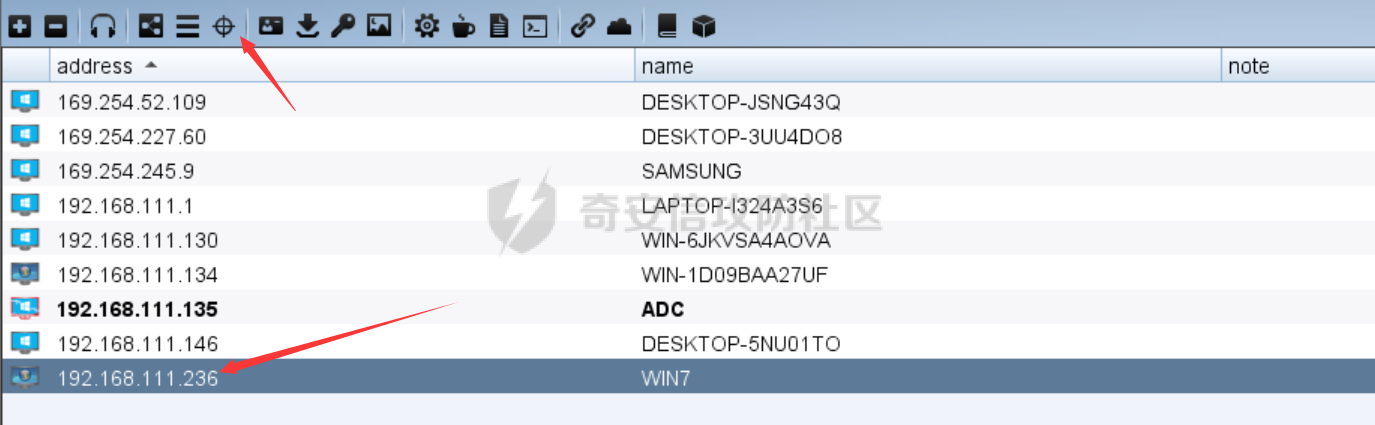 address name note
169.254.52.109 DESKTOP-JSNG43Q
169.254.227.60 DESKTOP-3UU4DO8
169.254.245.9 SAMSUNG
192.168.111.1 LAPTOP-I324A3S6
奇安信攻防社区
192.168.111.130 WIN-6JKVSA4AOVA
192.168.111.134 WIN-1D09BAA27UF
192.168.111.135 ADC
192.168.111.146 DESKTOP-5NU01TO
192.168.111.236 WIN7